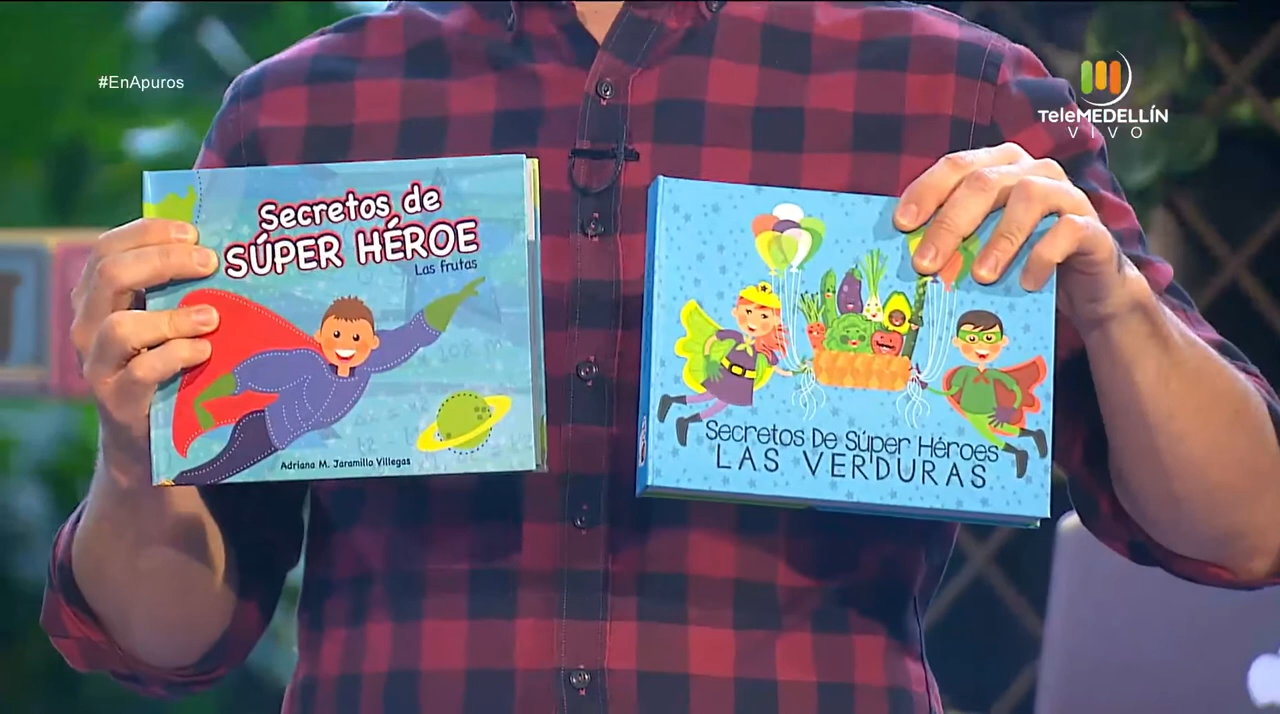 #EnApuros
TeleMEDELLÍN
VIVO
Secretos de
SÚPER HÉROE
Las frutas
Adriana M. Jaramillo Villegas
Secretos De Súper Héroes
LAS VERDURAS